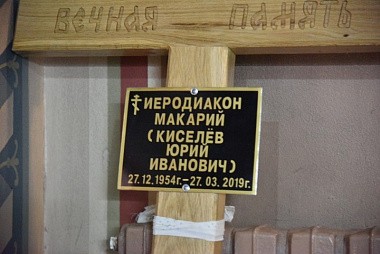 ВЕЧНАЯ ПАМЯТЬ
ИЕРОДИАКОН
МАКАРИЙ
(КИСЕЛЁВ
ЮРИЙ
ИВАНОВИЧ)
27.12.1954г.–27.03.2019г.